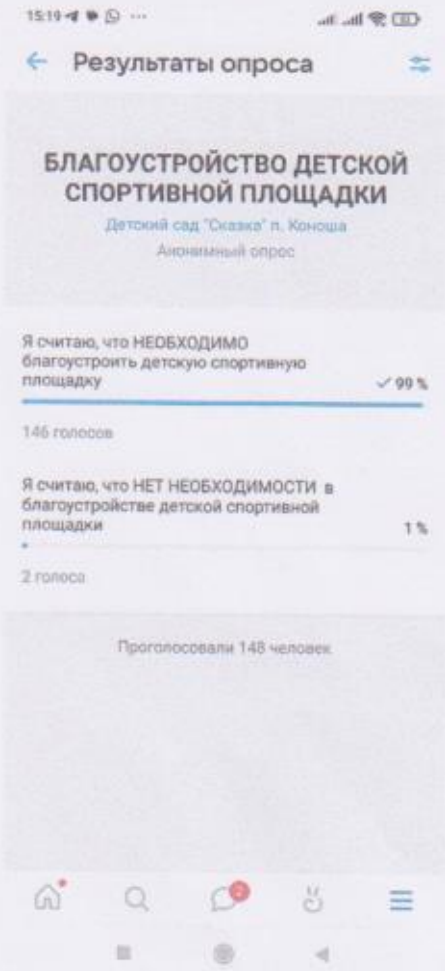 15:19
Результаты опроса
БЛАГОУСТРОЙСТВО ДЕТСКОЙ
СПОРТИВНОЙ ПЛОЩАДКИ
Детский сад "Сказка" п. Коноша
Анонимный опрос
Я считаю, что НЕОБХОДИМО
благоустроить детскую спортивную
площадку
99 %
146 голосов
Я считаю, что НЕТ НЕОБХОДИМОСТИ в
благоустройстве детской спортивной
площадки
1 %
2 голоса
Проголосовали 148 человек
2